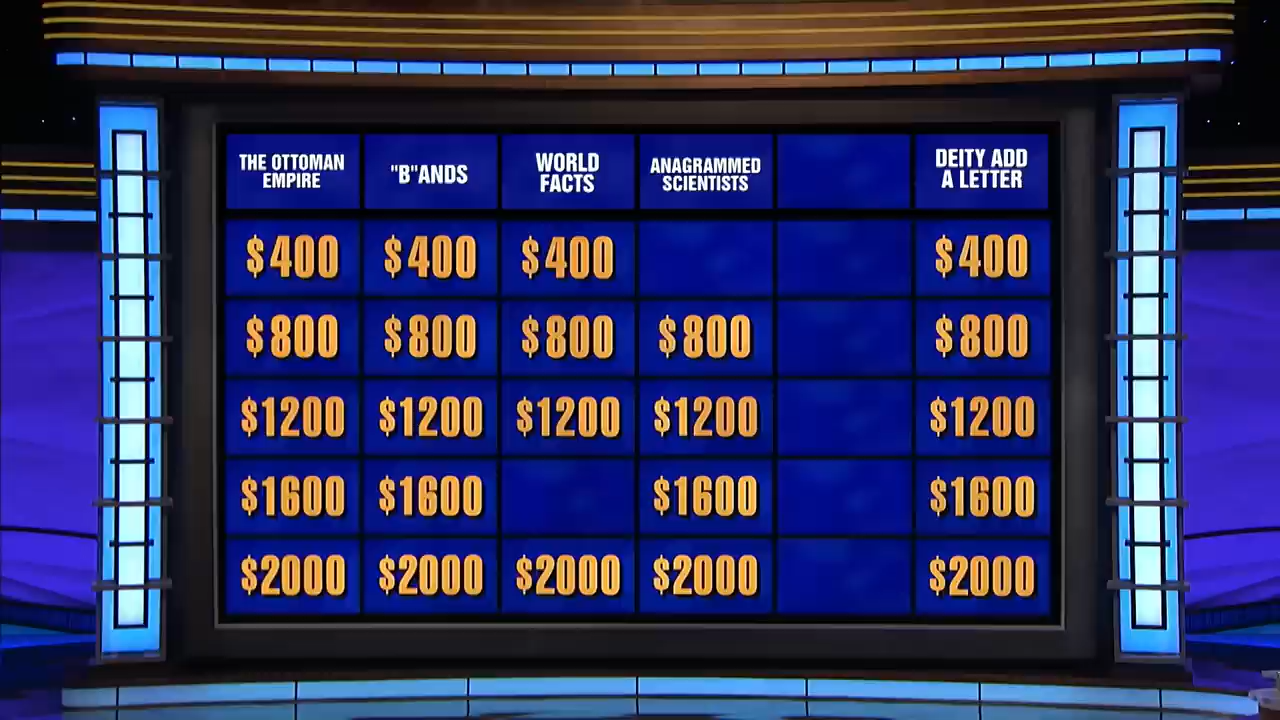 THE OTTOMAN
EMPIRE
"B"ANDS
WORLD
FACTS
ANAGRAMMED
SCIENTISTS
DEITY ADD
A LETTER
$400 $400 $400 $400
$800 $800 $800 $800 $800
$1200 $1200 $1200 $1200 $1200
$1600 $1600 $1600 $1600
$2000 $2000 $2000 $2000 $2000